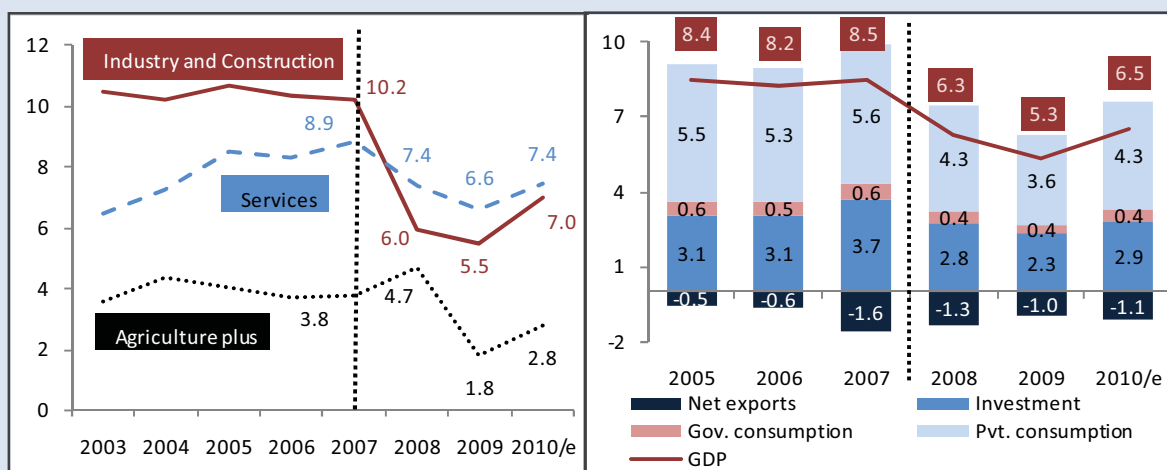 12
10
8
6
4
2
0
Industry and Construction
Services
Agriculture plus
10.2
8.9
7.4
6.6
7.4
6.0
5.5
7.0
3.8
4.7
1.8
2.8
2003 2004 2005 2006 2007 2008 2009 2010/e
10
7
4
1
-2
8.4 8.2 8.5 6.3 5.3 6.5
5.5 5.3 5.6 4.3 3.6 4.3
0.6 0.5 0.6 0.4 0.4 0.4
3.1 3.1 3.7 2.8 2.3 2.9
-0.5 -0.6 -1.6 -1.3 -1.0 -1.1
2005 2006 2007 2008 2009 2010/e
Net exports Investment
Gov. consumption Pvt. consumption
GDP